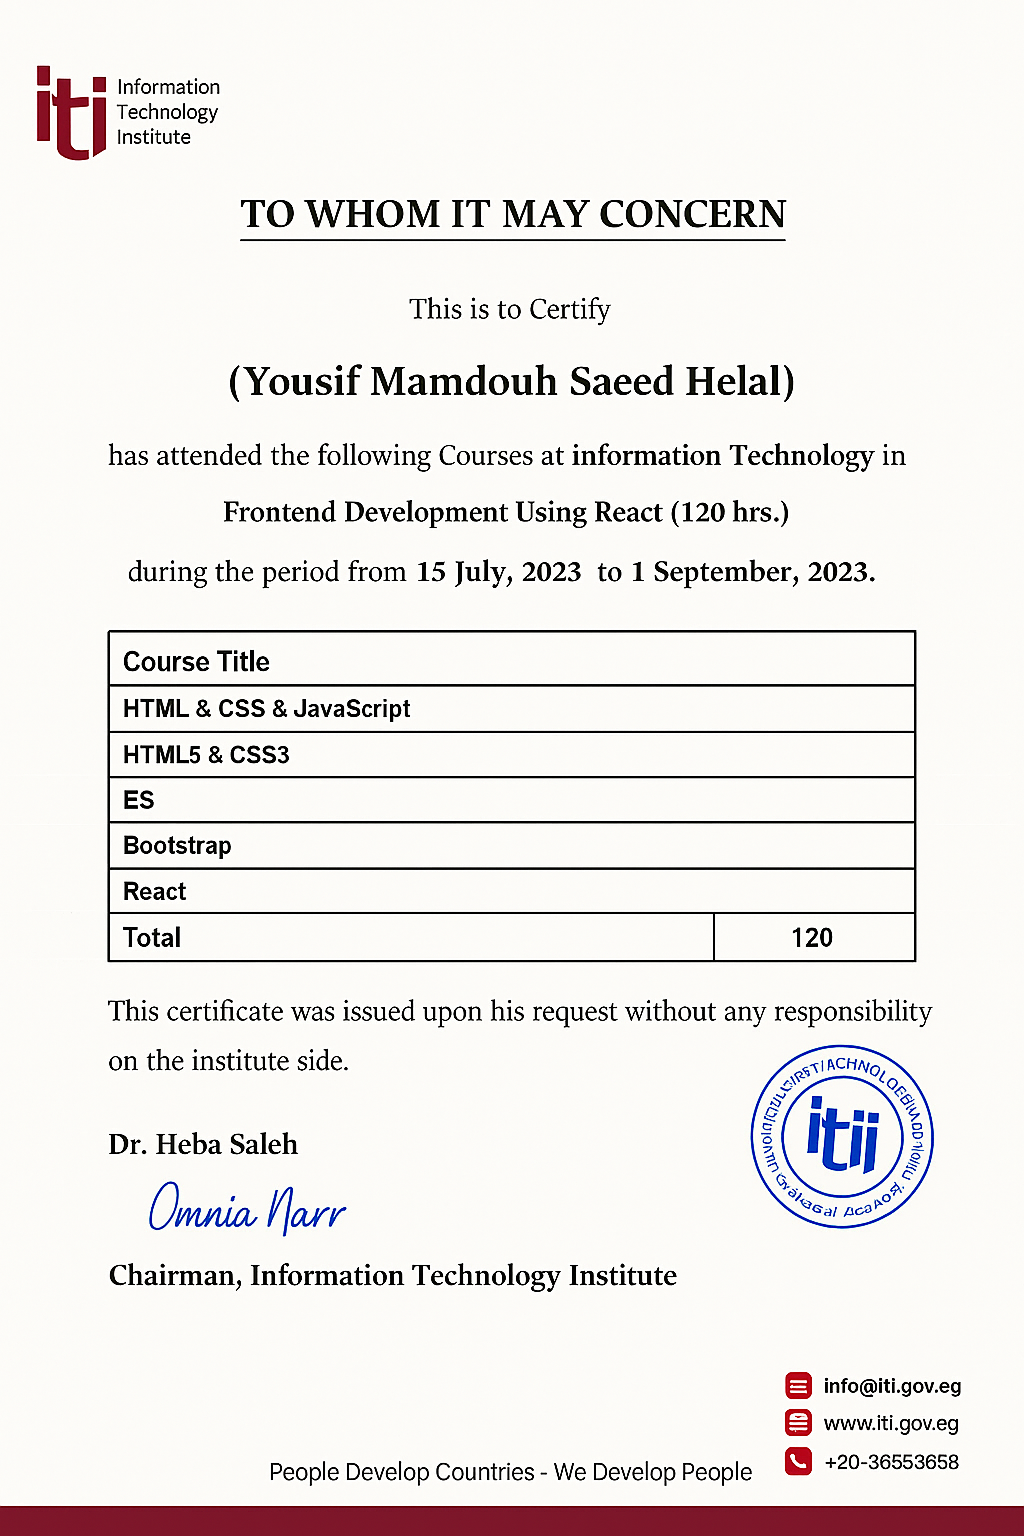 iti
Information
Technology
Institute
TO WHOM IT MAY CONCERN
This is to Certify
(Yousif Mamdouh Saeed Helal)
has attended the following Courses at information Technology in
Frontend Development Using React (120 hrs.)
during the period from 15 July, 2023 to 1 September, 2023.
Course Title
HTML & CSS & JavaScript
HTML5 & CSS3
ES
Bootstrap
React
Total 120
This certificate was issued upon his request without any responsibility
on the institute side.
Dr. Heba Saleh
Omnia Narr
Chairman, Information Technology Institute
info@iti.gov.eg
www.iti.gov.eg
+20-36553658
People Develop Countries - We Develop People